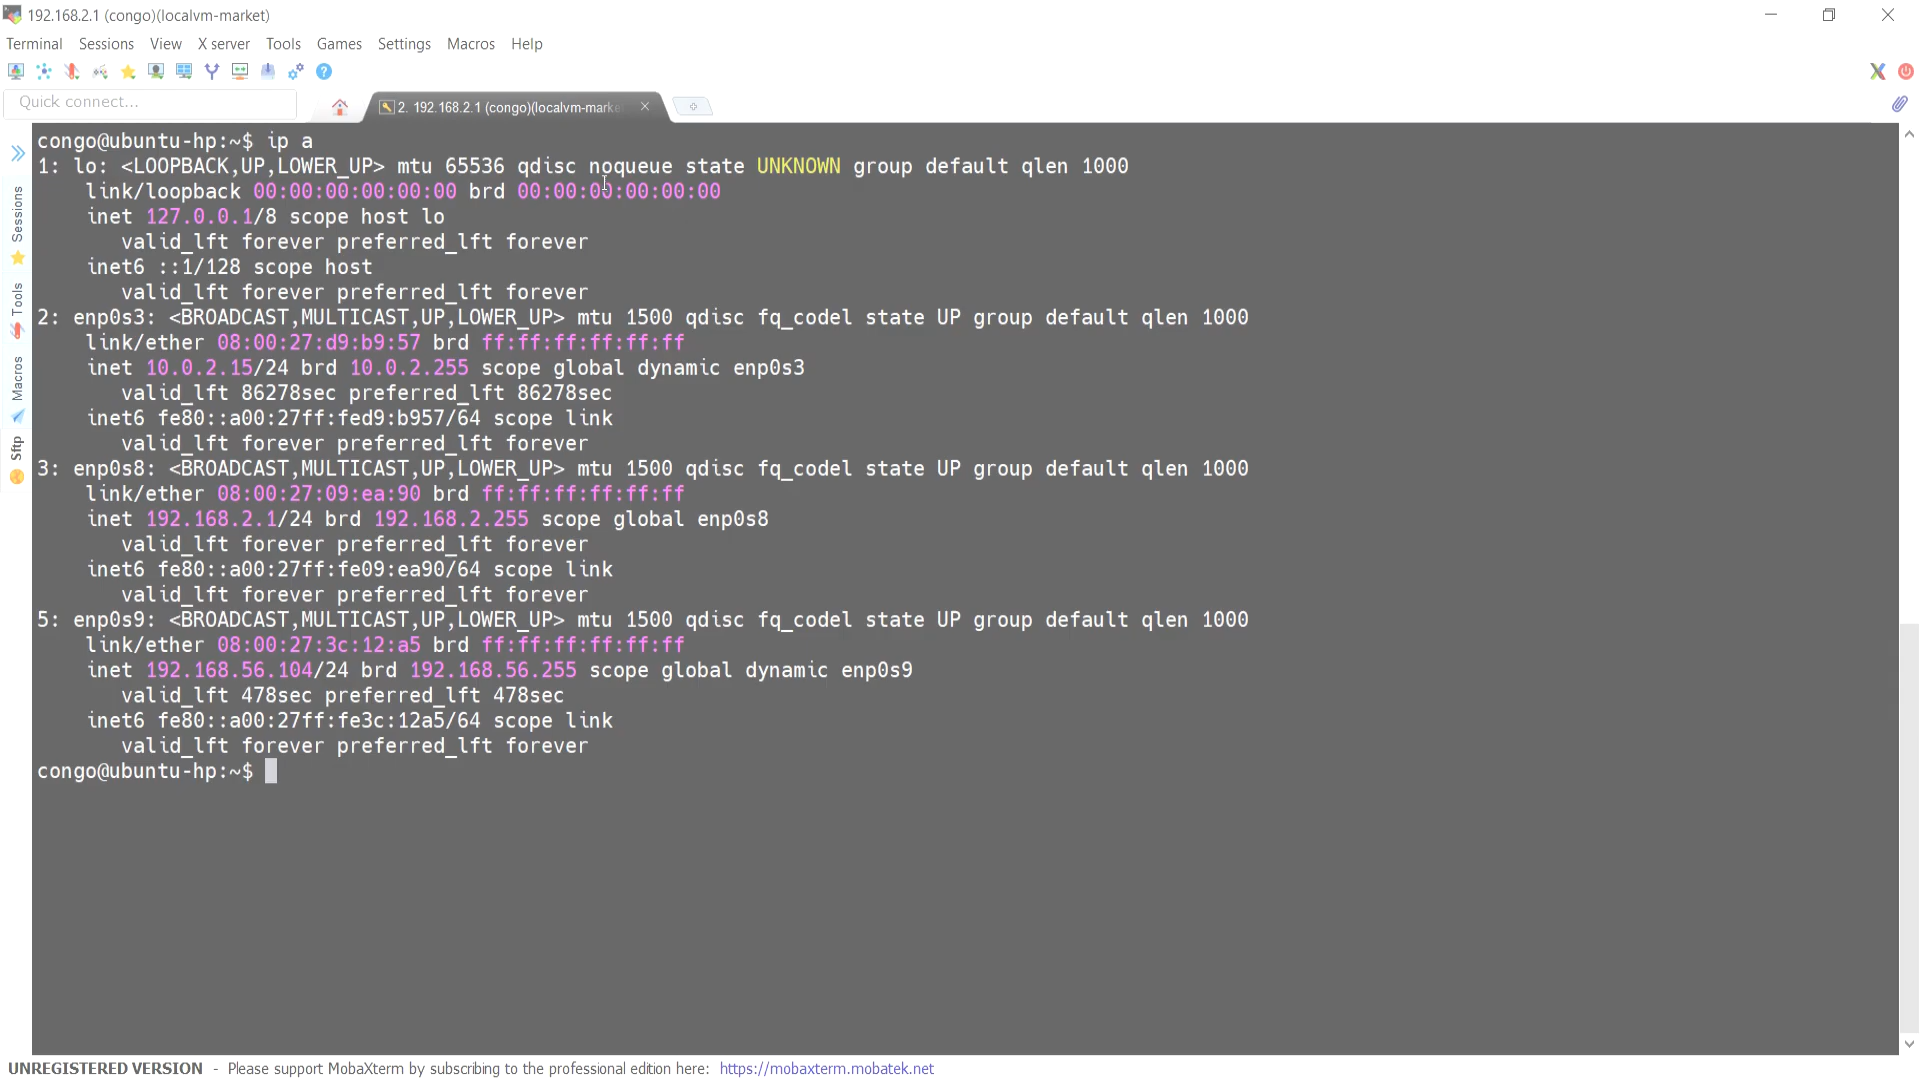 192.168.2.1 (congo)(localvm-market)
Terminal Sessions View X server Tools Games Settings Macros Help
Quick connect...
2. 192.168.2.1 (congo)(localvm-marke
Sessions
Tools
Macros
Sftp
congo@ubuntu-hp:~$ ip a
1: lo: <LOOPBACK,UP,LOWER_UP> mtu 65536 qdisc noqueue state UNKNOWN group default qlen 1000
link/loopback 00:00:00:00:00:00 brd 00:00:00:00:00:00
inet 127.0.0.1/8 scope host lo
valid_lft forever preferred_lft forever
inet6 ::1/128 scope host
valid_lft forever preferred_lft forever
2: enp0s3: <BROADCAST,MULTICAST,UP,LOWER_UP> mtu 1500 qdisc fq_codel state UP group default qlen 1000
link/ether 08:00:27:d9:b9:57 brd ff:ff:ff:ff:ff:ff
inet 10.0.2.15/24 brd 10.0.2.255 scope global dynamic enp0s3
valid_lft 86278sec preferred_lft 86278sec
inet6 fe80::a00:27ff:fed9:b957/64 scope link
valid_lft forever preferred_lft forever
3: enp0s8: <BROADCAST,MULTICAST,UP,LOWER_UP> mtu 1500 qdisc fq_codel state UP group default qlen 1000
link/ether 08:00:27:09:ea:90 brd ff:ff:ff:ff:ff:ff
inet 192.168.2.1/24 brd 192.168.2.255 scope global enp0s8
valid_lft forever preferred_lft forever
inet6 fe80::a00:27ff:fe09:ea90/64 scope link
valid_lft forever preferred_lft forever
5: enp0s9: <BROADCAST,MULTICAST,UP,LOWER_UP> mtu 1500 qdisc fq_codel state UP group default qlen 1000
link/ether 08:00:27:3c:12:a5 brd ff:ff:ff:ff:ff:ff
inet 192.168.56.104/24 brd 192.168.56.255 scope global dynamic enp0s9
valid_lft 478sec preferred_lft 478sec
inet6 fe80::a00:27ff:fe3c:12a5/64 scope link
valid_lft forever preferred_lft forever
congo@ubuntu-hp:~$
UNREGISTERED VERSION - Please support MobaXterm by subscribing to the professional edition here: https://mobaxterm.mobatek.net